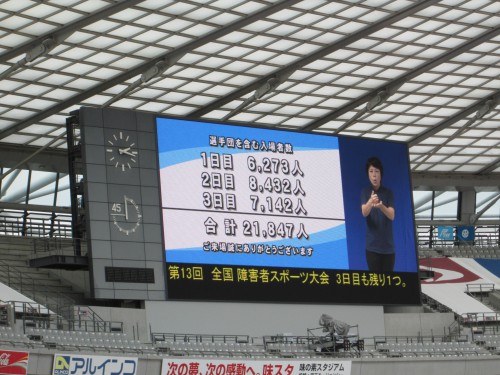 選手団を含む入場者数
1日目 6,273人
2日目 8,432人
3日目 7,142人
合計 21,847人
ご来場誠にありがとうございます
第13回 全国障害者スポーツ大会 3日目も残り1つ。
45
Coca-Cola
アルインコ
次の夢、次の感動へ。味スタ
味の素スタジアム